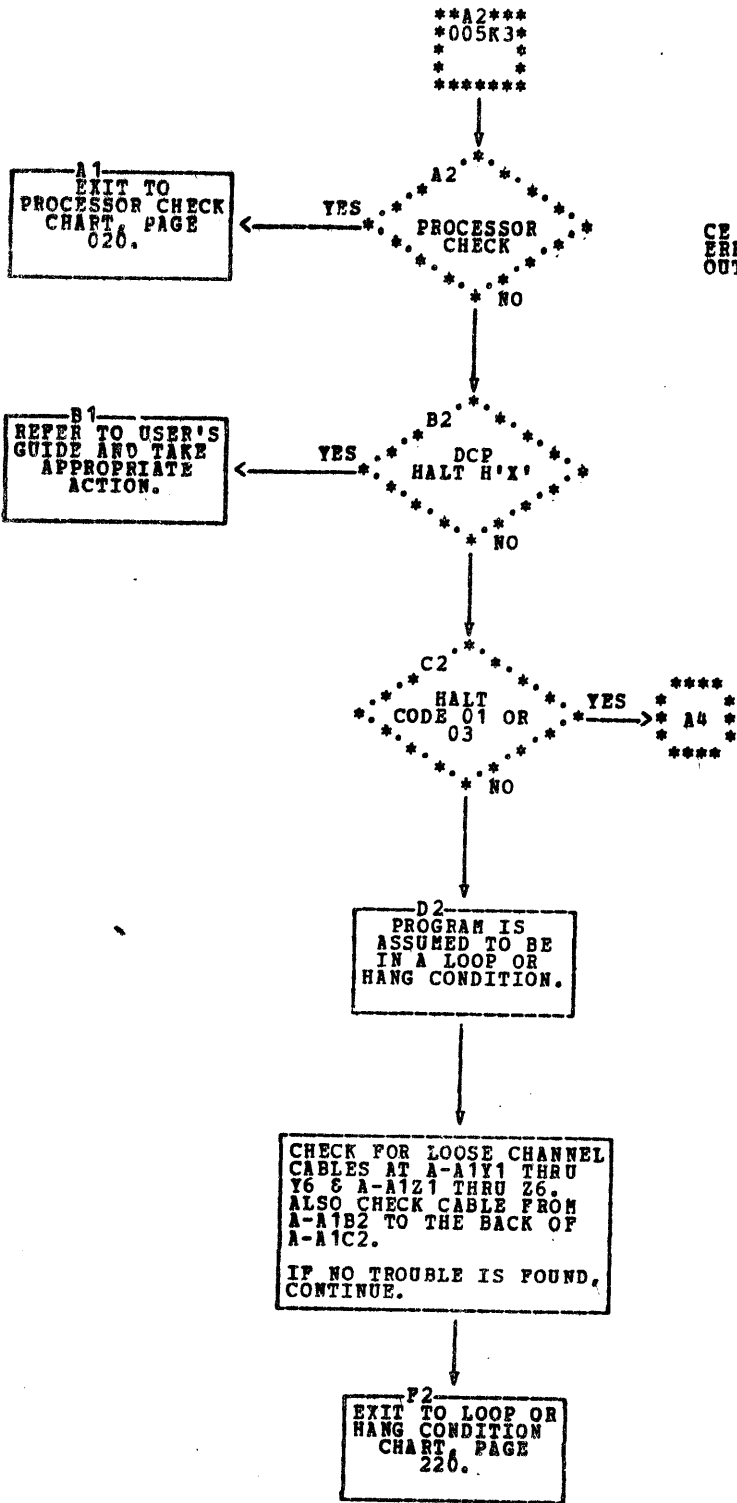 **A2***
*005K3*
*     *
*     *
*******
A2
PROCESSOR
CHECK
YES
NO
A1
EXIT TO
PROCESSOR CHECK
CHART, PAGE
020.
CE
OUT
B2
DCP
HALT H'X'
YES
NO
B1
REFER TO USER'S
GUIDE AND TAKE
APPROPRIATE
ACTION.
C2
HALT
CODE 01 OR
03
YES
NO
****
* A4 *
****
D2
PROGRAM IS
ASSUMED TO BE
IN A LOOP OR
HANG CONDITION.
CHECK FOR LOOSE CHANNEL
CABLES AT A-A1Y1 THRU
Y6 & A-A1Z1 THRU Z6.
ALSO CHECK CABLE FROM
A-A1B2 TO THE BACK OF
A-A1C2.
IF NO TROUBLE IS FOUND,
CONTINUE.
F2
EXIT TO LOOP OR
HANG CONDITION
CHART, PAGE
220.